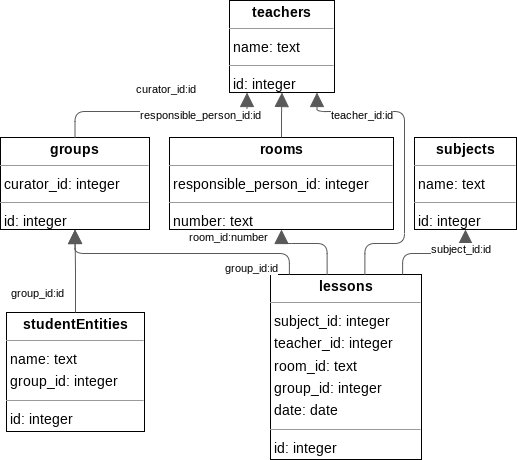 teachers
name: text
id: integer
curator_id:id
responsible_person_id:id
teacher_id:id
groups
curator_id: integer
id: integer
rooms
responsible_person_id: integer
number: text
subjects
name: text
id: integer
room_id:number
subject_id:id
group_id:id
group_id:id
studentEntities
name: text
group_id: integer
id: integer
lessons
subject_id: integer
teacher_id: integer
room_id: text
group_id: integer
date: date
id: integer